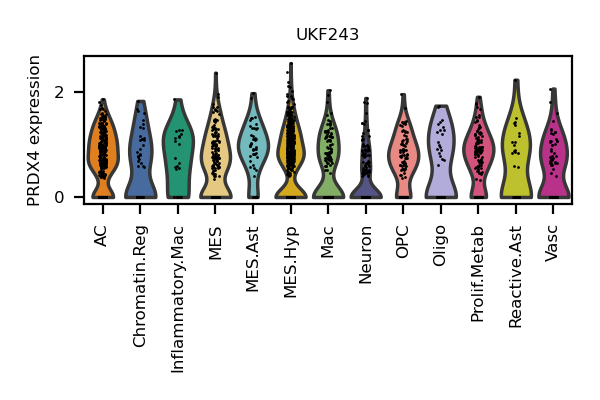 UKF243
PRDX4 expression
2
0
AC
Chromatin.Reg
Inflammatory.Mac
MES
MES.Ast
MES.Hyp
Mac
Neuron
OPC
Oligo
Prolif.Metab
Reactive.Ast
Vasc